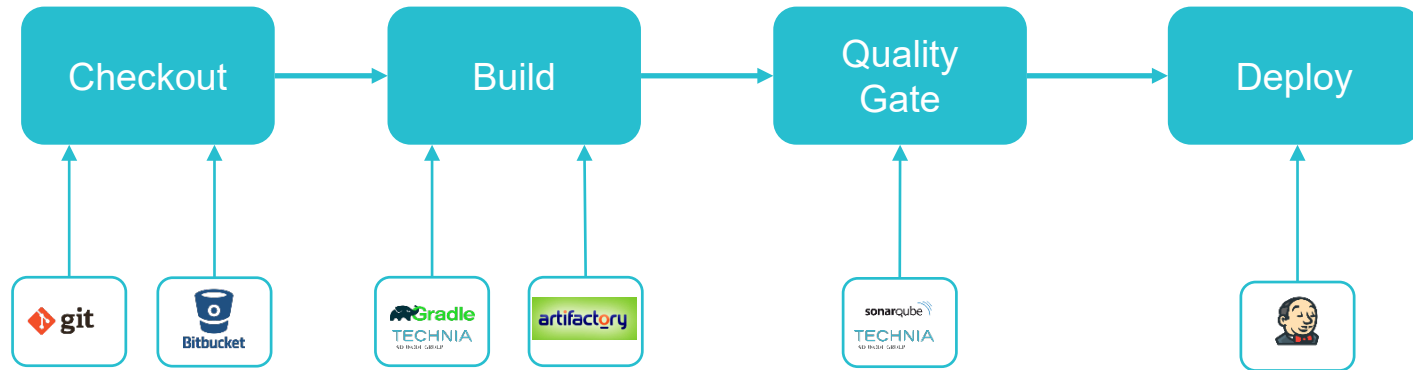 Checkout
Build
Quality
Gate
Deploy
git
Bitbucket
Gradle
TECHNIA
artifactory
sonarqube
TECHNIA